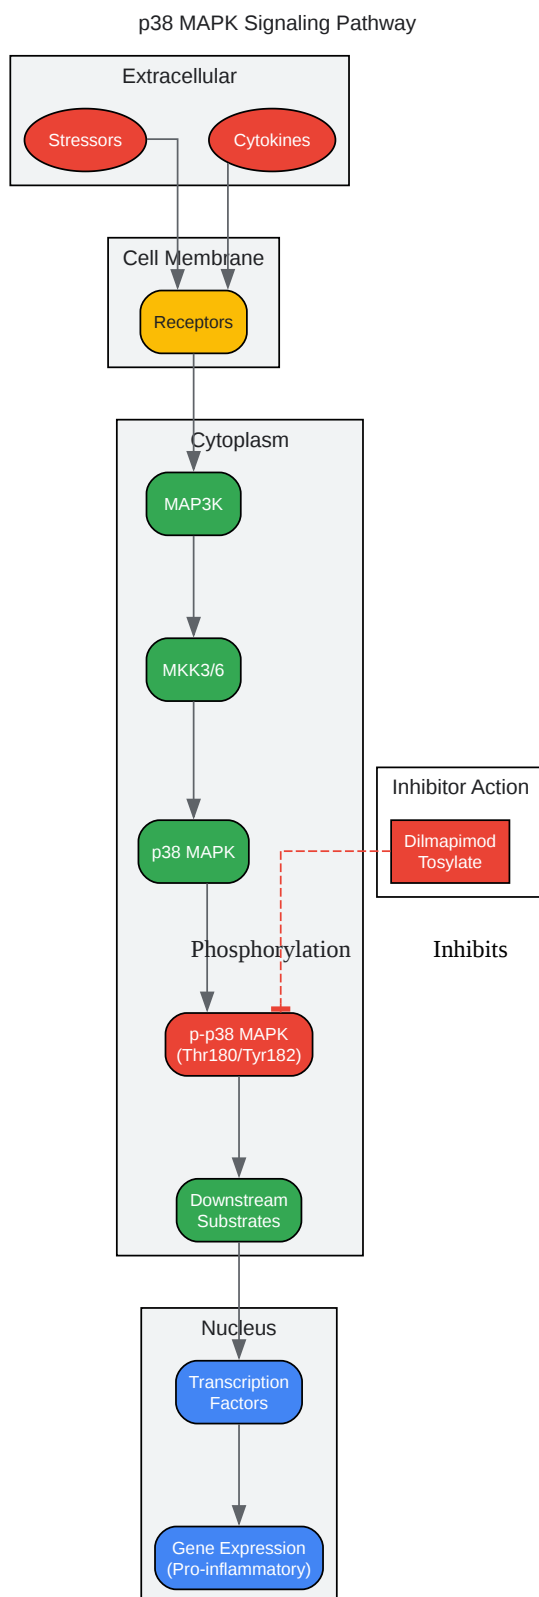 p38 MAPK Signaling Pathway
Extracellular
Stressors
Cytokines
Cell Membrane
Receptors
Cytoplasm
MAP3K
MKK3/6
Inhibitor Action
p38 MAPK
Dilmapimod
Tosylate
Phosphorylation
Inhibits
p-p38 MAPK
(Thr180/Tyr182)
Downstream
Substrates
Nucleus
Transcription
Factors
Gene Expression
(Pro-inflammatory)